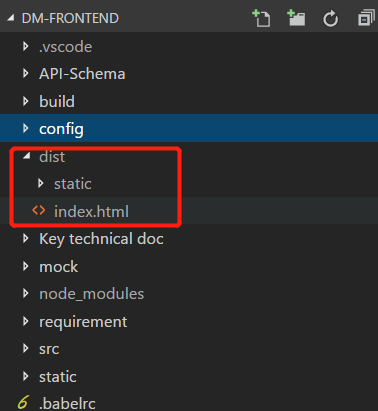 DM-FRONTEND
.vscode
API-Schema
build
config
dist
static
index.html
Key technical doc
mock
node_modules
requirement
src
static
.babelrc